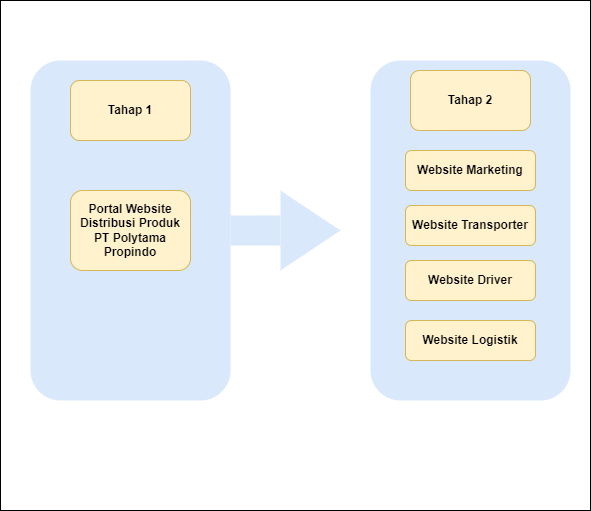 Tahap 1
Portal Website
Distribusi Produk
PT Polytama
Propindo
Tahap 2
Website Marketing
Website Transporter
Website Driver
Website Logistik